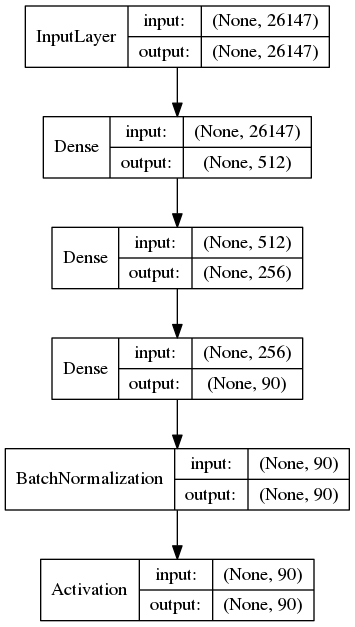 InputLayer
input: (None, 26147)
output: (None, 26147)
Dense
input: (None, 26147)
output: (None, 512)
Dense
input: (None, 512)
output: (None, 256)
Dense
input: (None, 256)
output: (None, 90)
BatchNormalization
input: (None, 90)
output: (None, 90)
Activation
input: (None, 90)
output: (None, 90)